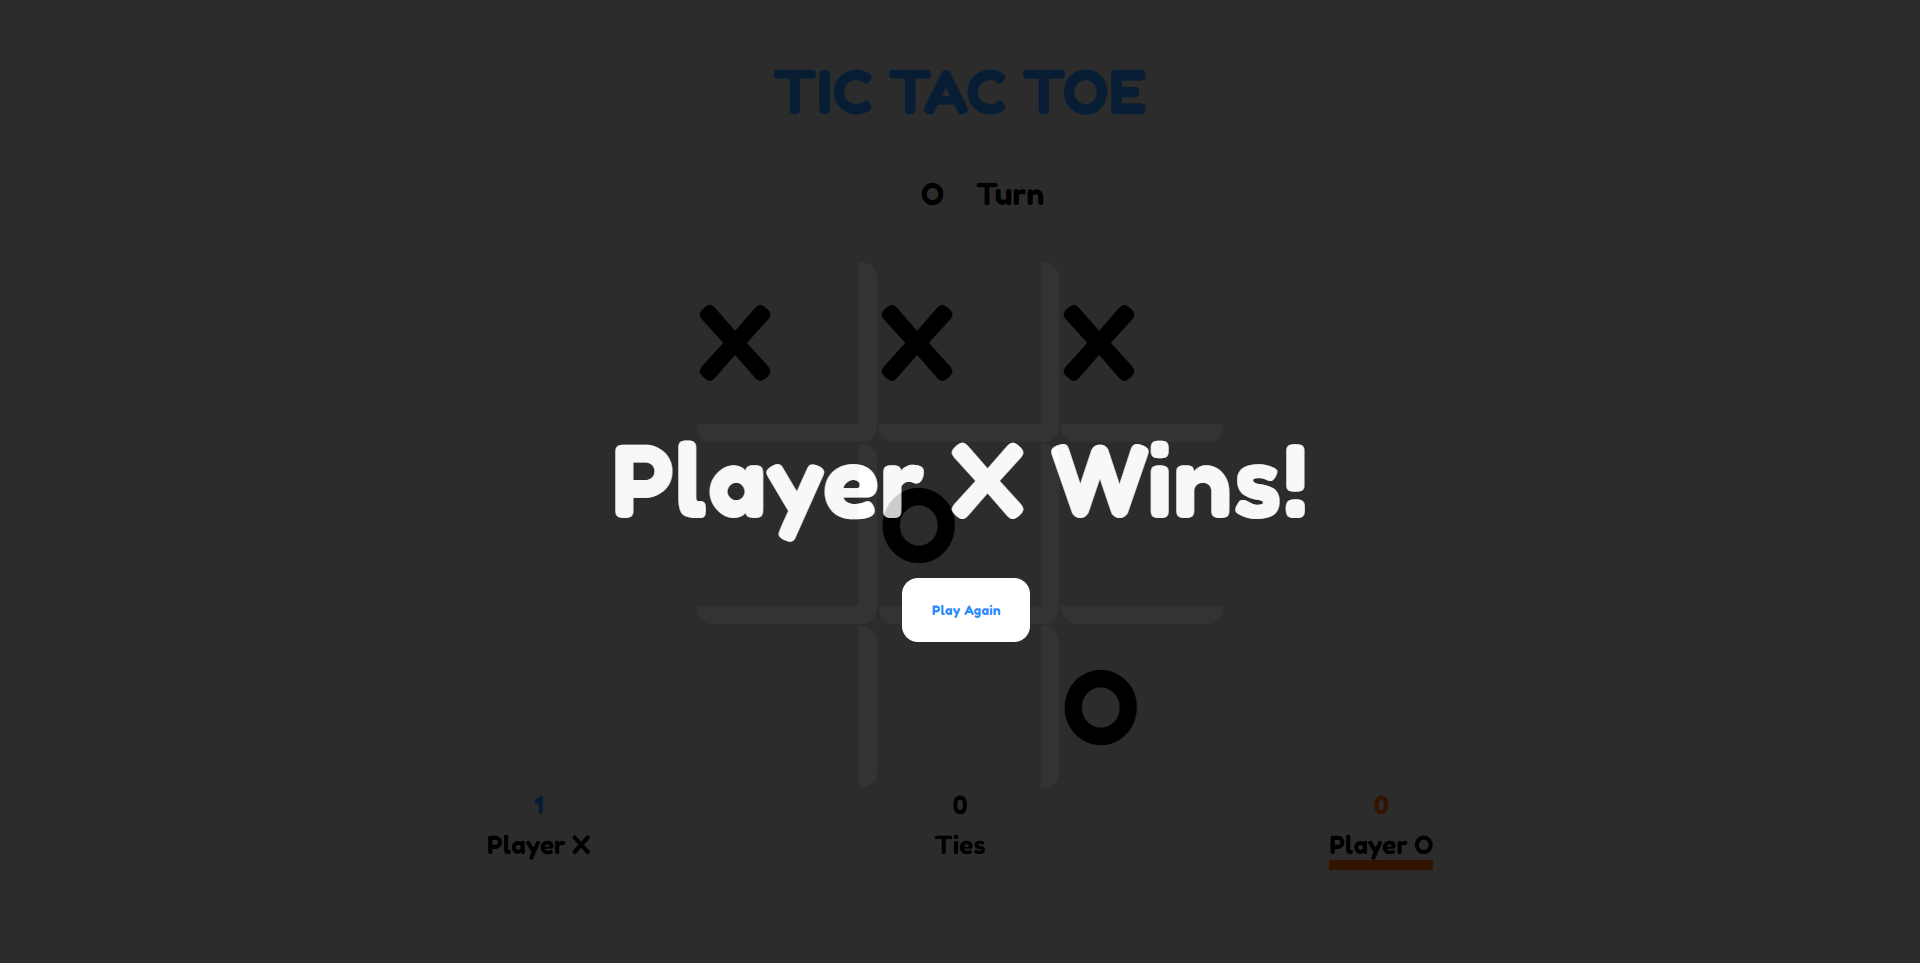 TIC TAC TOE
O Turn
X X X
Player X Wins!
O
Play Again
O
1 0 0
Player X Ties Player O